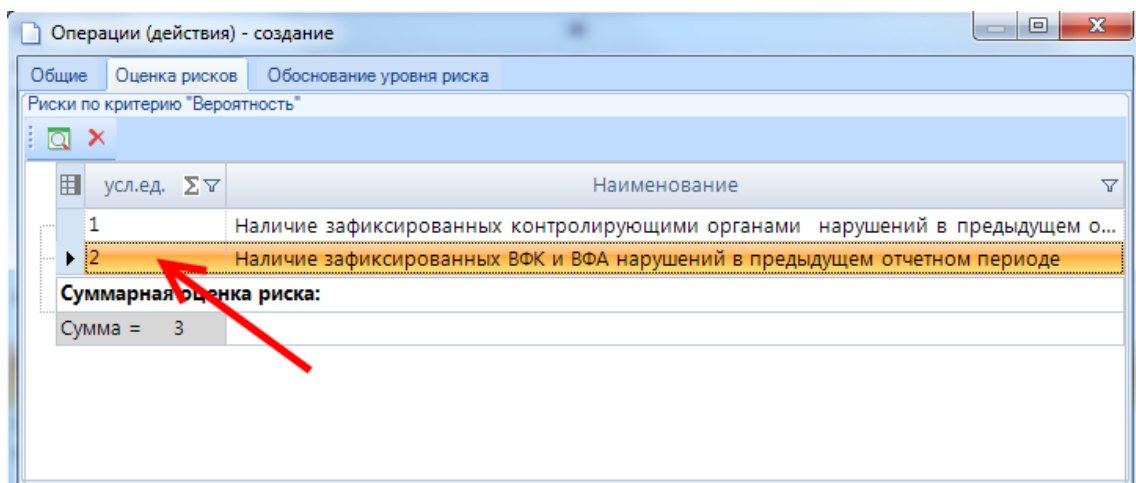 Операции (действия) - создание
Общие Оценка рисков Обоснование уровня риска
Риски по критерию "Вероятность"
усл.ед. Σ Наименование
1 Наличие зафиксированных контролирующими органами нарушений в предыдущем о...
2 Наличие зафиксированных ВФК и ВФА нарушений в предыдущем отчетном периоде
Суммарная оценка риска:
Сумма = 3